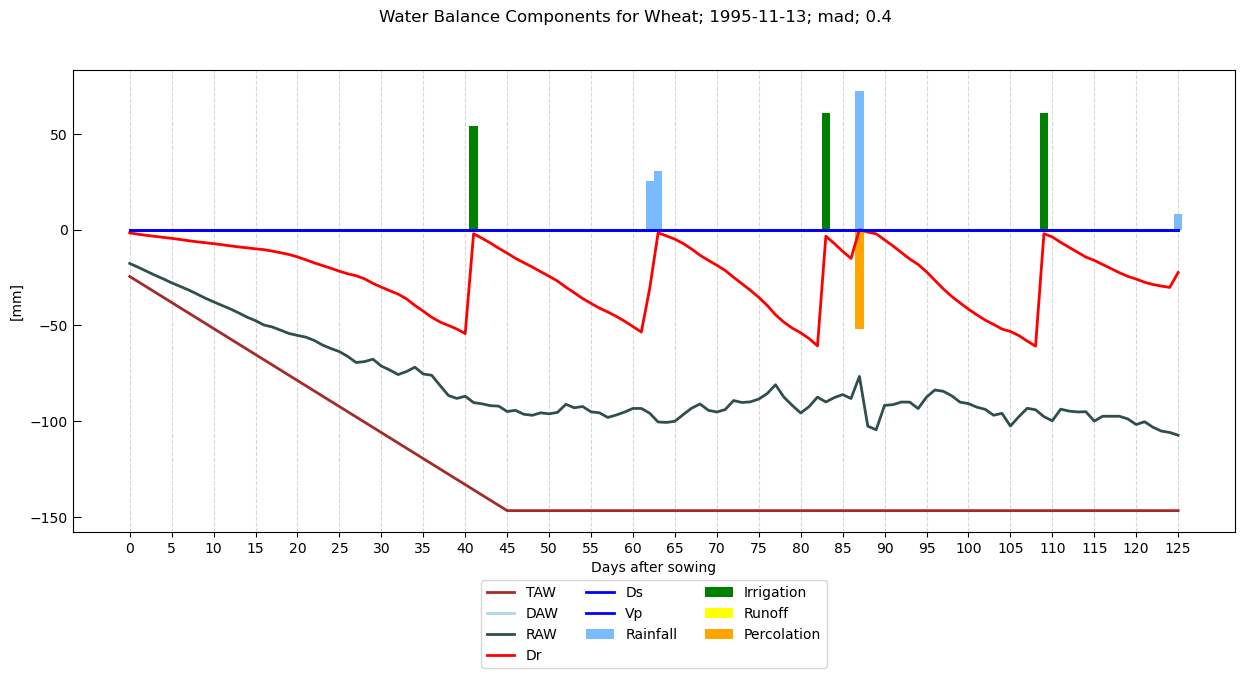 Water Balance Components for Wheat; 1995-11-13; mad; 0.4
50
0
−50
−100
−150
[mm]
0 5 10 15 20 25 30 35 40 45 50 55 60 65 70 75 80 85 90 95 100 105 110 115 120 125
Days after sowing
TAW Ds Irrigation
DAW Vp Runoff
RAW Rainfall Percolation
Dr